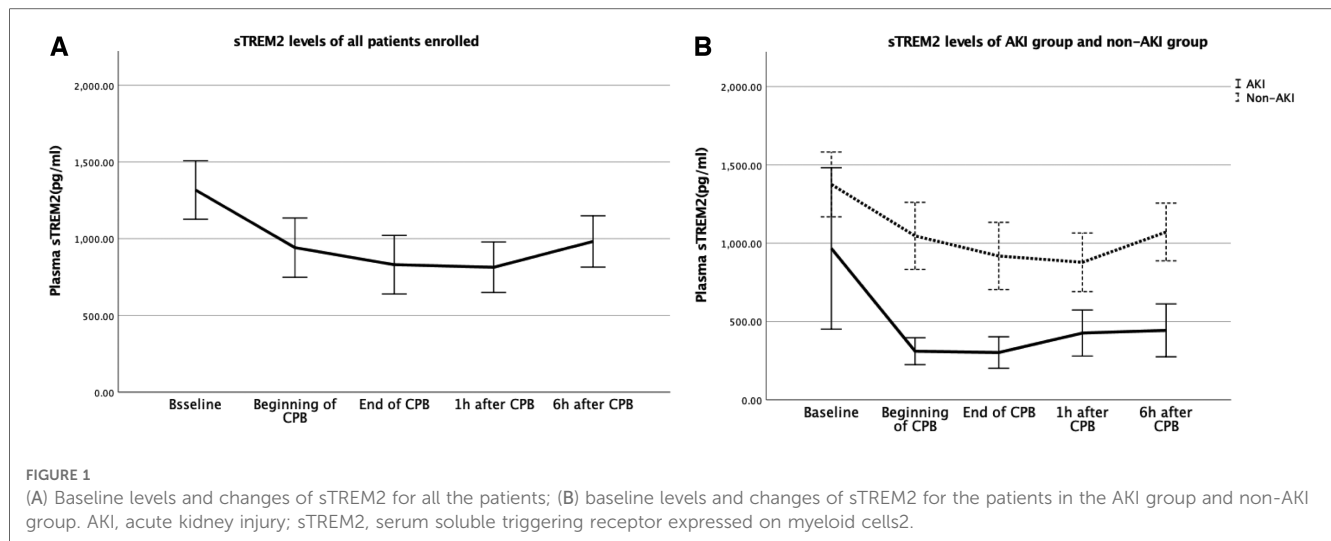 A
sTREM2 levels of all patients enrolled
Plasma sTREM2(pg/ml)
2,000.00
1,500.00
1,000.00
500.00
0.00
Bsseline
Beginning of
CPB
End of CPB
1h after CPB
6h after CPB
B
sTREM2 levels of AKI group and non-AKI group
AKI
Non-AKI
Plasma sTREM2(pg/ml)
2,000.00
1,500.00
1,000.00
500.00
0.00
Baseline
Beginning
of CPB
End of CPB
1h after
CPB
6h after
CPB
FIGURE 1
(A) Baseline levels and changes of sTREM2 for all the patients; (B) baseline levels and changes of sTREM2 for the patients in the AKI group and non-AKI
group. AKI, acute kidney injury; sTREM2, serum soluble triggering receptor expressed on myeloid cells2.